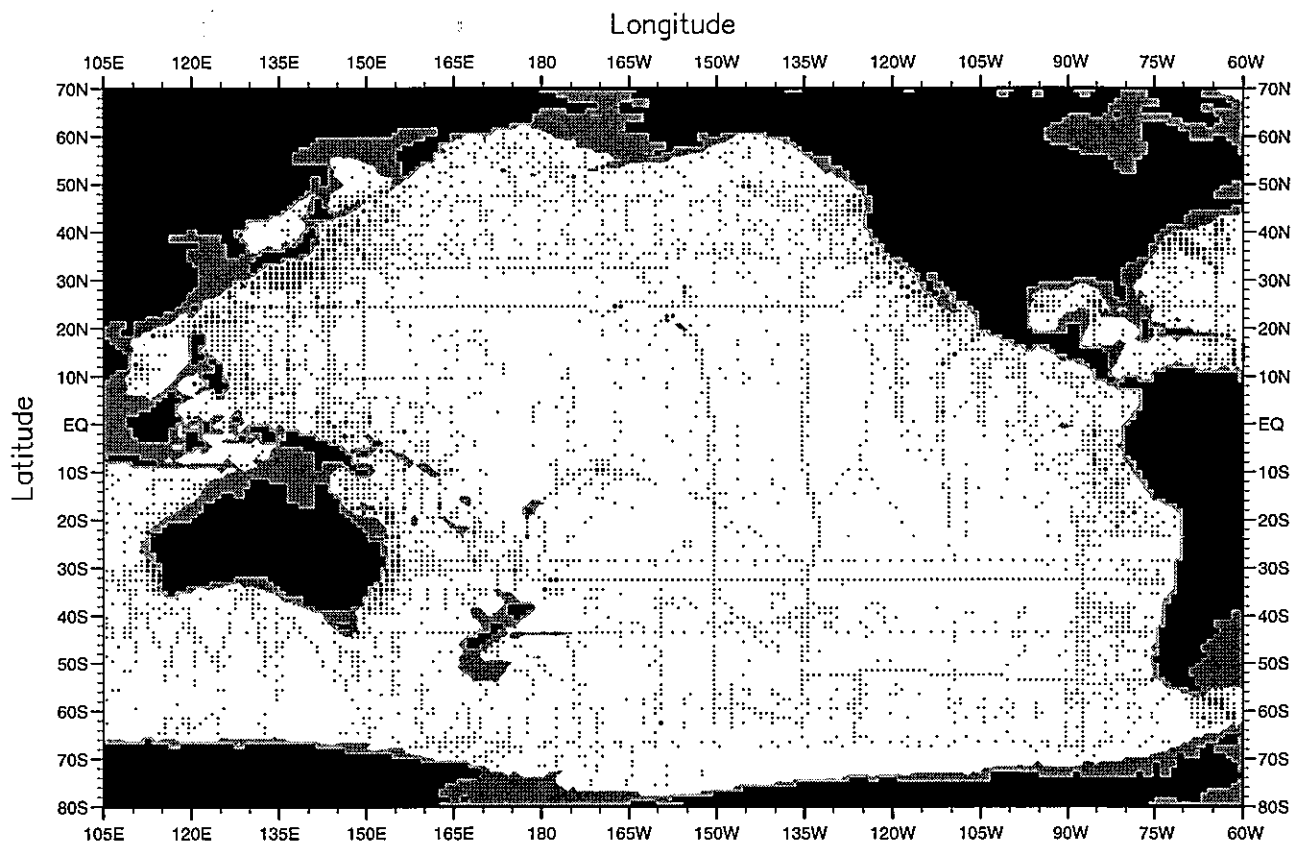 Longitude
105E 120E 135E 150E 165E 180 165W 150W 135W 120W 105W 90W 75W 60W
70N 70N
60N 60N
50N 50N
40N 40N
30N 30N
20N 20N
10N 10N
EQ EQ
Latitude
10S 10S
20S 20S
30S 30S
40S 40S
50S 50S
60S 60S
70S 70S
80S 80S
105E 120E 135E 150E 165E 180 165W 150W 135W 120W 105W 90W 75W 60W